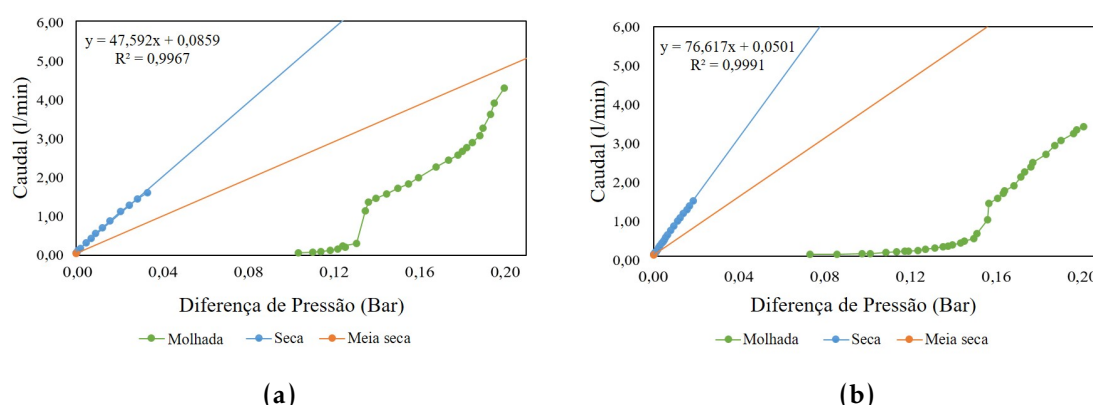 6,00
5,00
4,00
3,00
2,00
1,00
0,00
Caudal (l/min)
y = 47,592x + 0,0859
R² = 0,9967
0,00 0,04 0,08 0,12 0,16 0,20
Diferença de Pressão (Bar)
Molhada Seca Meia seca
(a)
6,00
5,00
4,00
3,00
2,00
1,00
0,00
Caudal (l/min)
y = 76,617x + 0,0501
R² = 0,9991
0,00 0,04 0,08 0,12 0,16 0,20
Diferença de Pressão (Bar)
Molhada Seca Meia seca
(b)